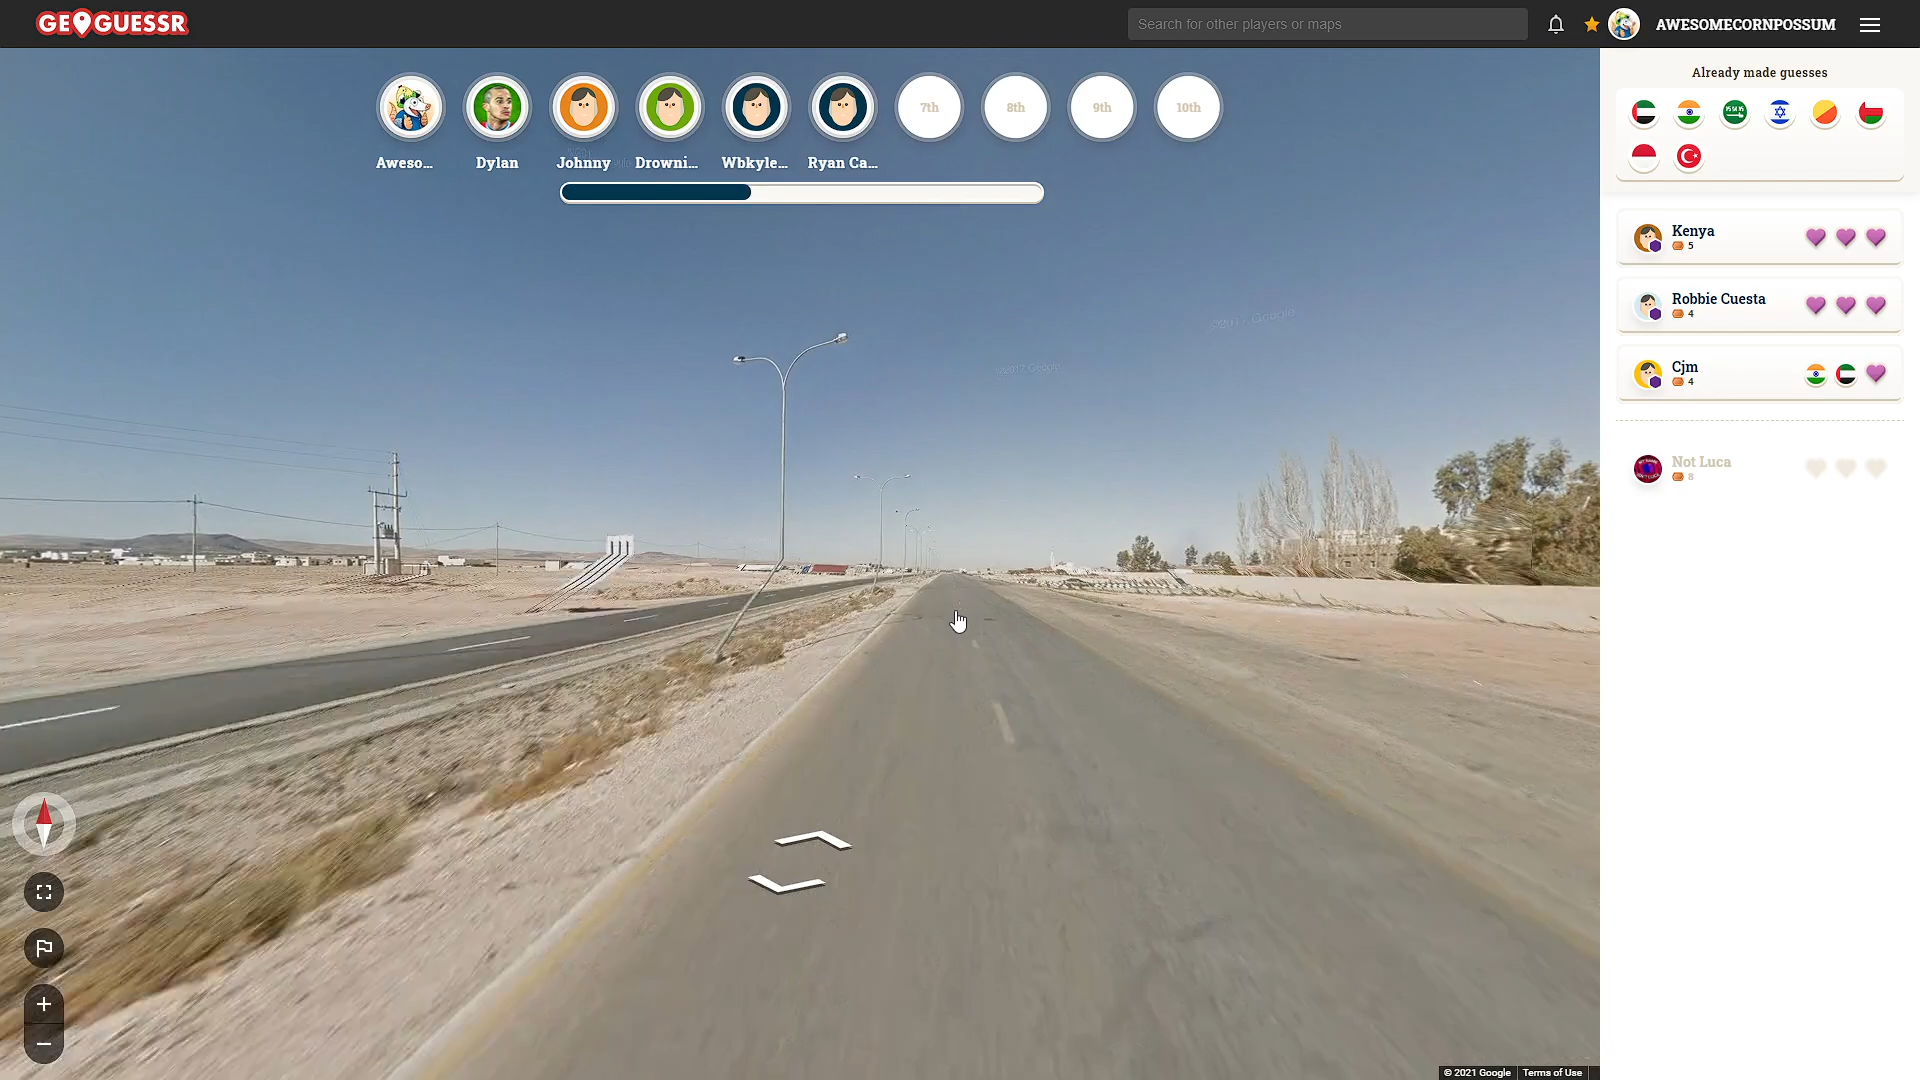 GEOGUESSR
Search for other players or maps
AWESOMECORNPOSSUM
Already made guesses
7th
8th
9th
10th
Aweso...
Dylan
Johnny
Drowni...
Wbkyle...
Ryan Ca...
Kenya
5
Robbie Cuesta
4
Cjm
4
Not Luca
8
©2017 Google
©2017 Google
© 2021 Google
Terms of Use